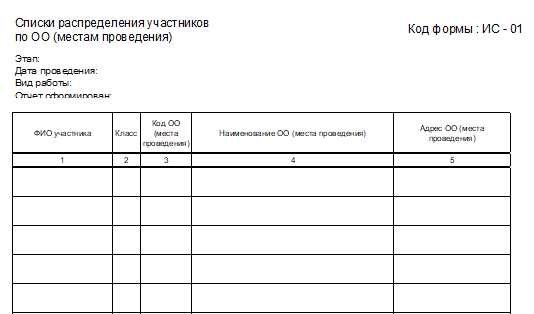 Списки распределения участников
по ОО (местам проведения)
Код формы : ИС - 01
Этап:
Дата проведения:
Вид работы:
Отчет сформирован:
ФИО участника
Класс
Код ОО
(места
проведения)
Наименование ОО (места проведения)
Адрес ОО (места
проведения)
1 2 3 4 5